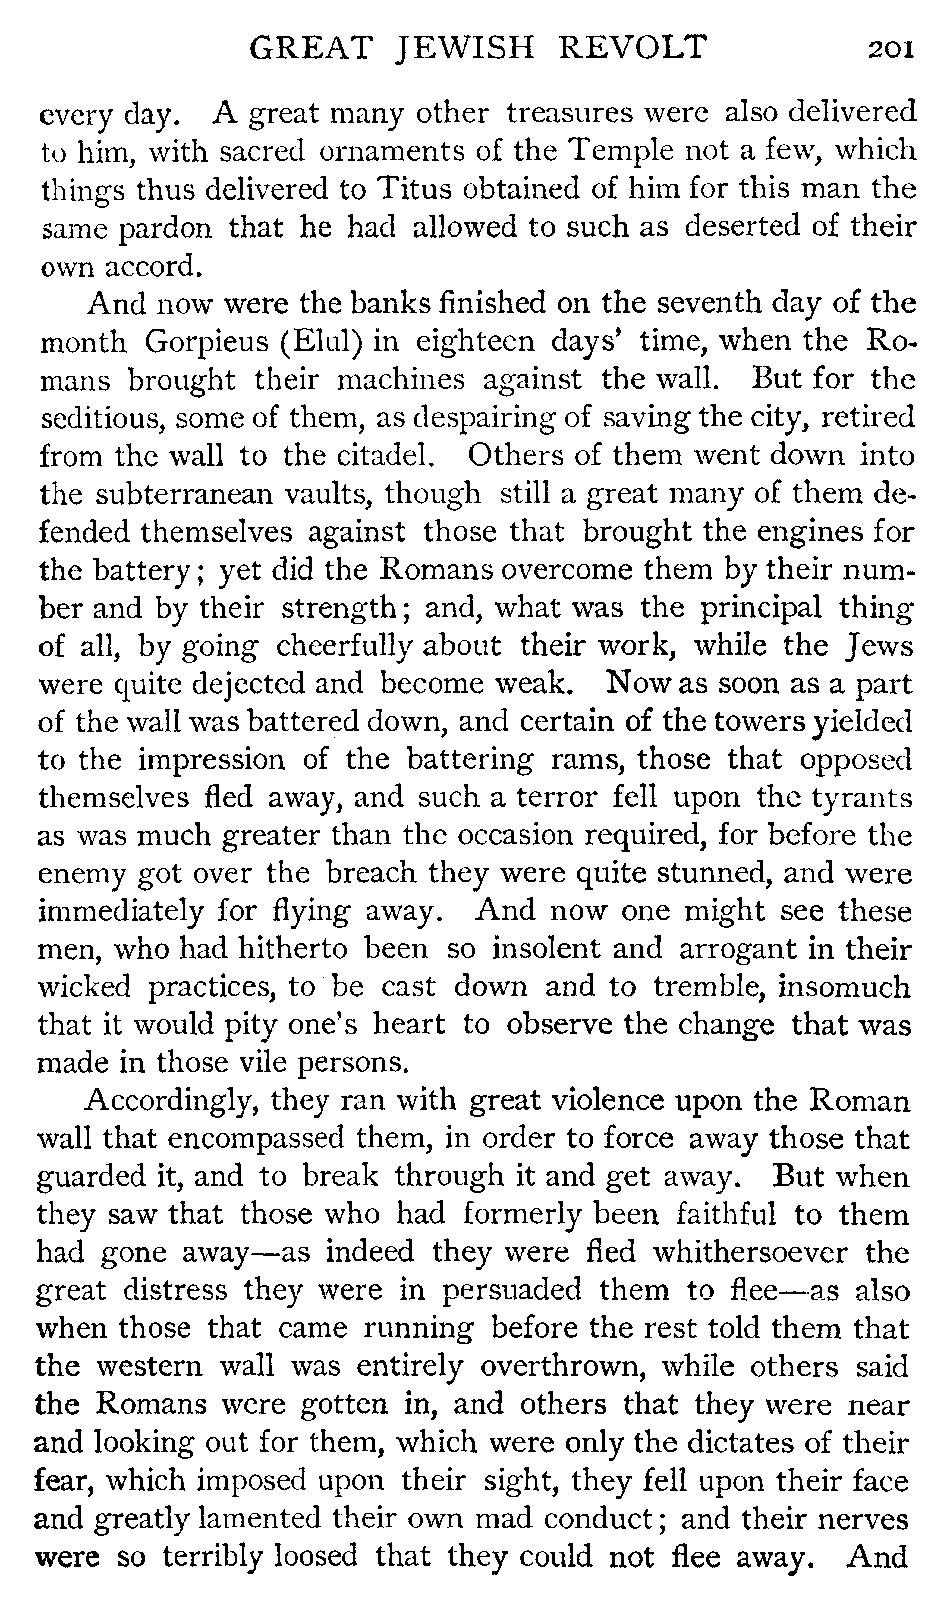 GREAT JEWISH REVOLT 201
every day. A great many other treasures were also delivered
to him, with sacred ornaments of the Temple not a few, which
things thus delivered to Titus obtained of him for this man the
same pardon that he had allowed to such as deserted of their
own accord.
And now were the banks finished on the seventh day of the
month Gorpieus (Elul) in eighteen days' time, when the Ro-
mans brought their machines against the wall. But for the
seditious, some of them, as despairing of saving the city, retired
from the wall to the citadel. Others of them went down into
the subterranean vaults, though still a great many of them de-
fended themselves against those that brought the engines for
the battery; yet did the Romans overcome them by their num-
ber and by their strength; and, what was the principal thing
of all, by going cheerfully about their work, while the Jews
were quite dejected and become weak. Now as soon as a part
of the wall was battered down, and certain of the towers yielded
to the impression of the battering rams, those that opposed
themselves fled away, and such a terror fell upon the tyrants
as was much greater than the occasion required, for before the
enemy got over the breach they were quite stunned, and were
immediately for flying away. And now one might see these
men, who had hitherto been so insolent and arrogant in their
wicked practices, to be cast down and to tremble, insomuch
that it would pity one's heart to observe the change that was
made in those vile persons.
Accordingly, they ran with great violence upon the Roman
wall that encompassed them, in order to force away those that
guarded it, and to break through it and get away. But when
they saw that those who had formerly been faithful to them
had gone away—as indeed they were fled whithersoever the
great distress they were in persuaded them to flee—as also
when those that came running before the rest told them that
the western wall was entirely overthrown, while others said
the Romans were gotten in, and others that they were near
and looking out for them, which were only the dictates of their
fear, which imposed upon their sight, they fell upon their face
and greatly lamented their own mad conduct; and their nerves
were so terribly loosed that they could not flee away. And